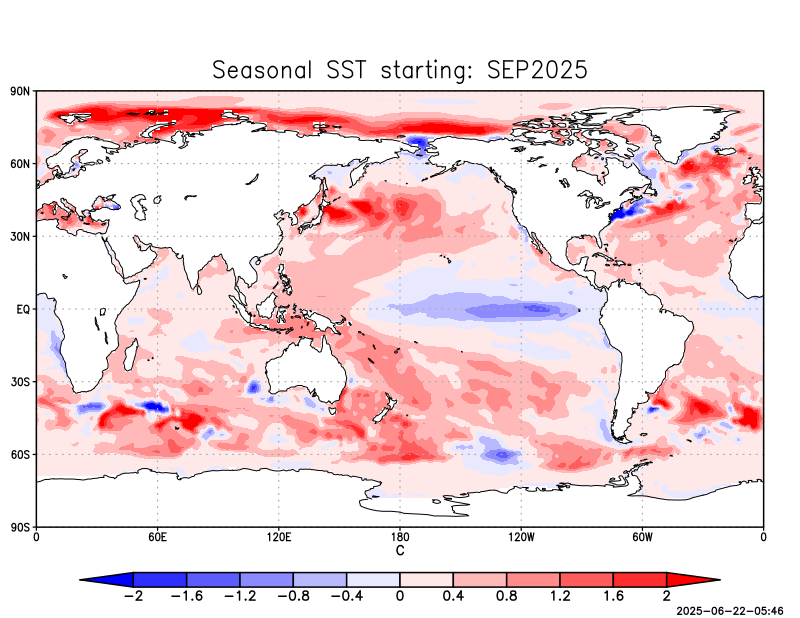 Seasonal SST starting: SEP2025
90N
60N
30N
EQ
30S
60S
90S
0 60E 120E 180 120W 60W 0
C
−2 −1.6 −1.2 −0.8 −0.4 0 0.4 0.8 1.2 1.6 2
2025-06-22-05:46